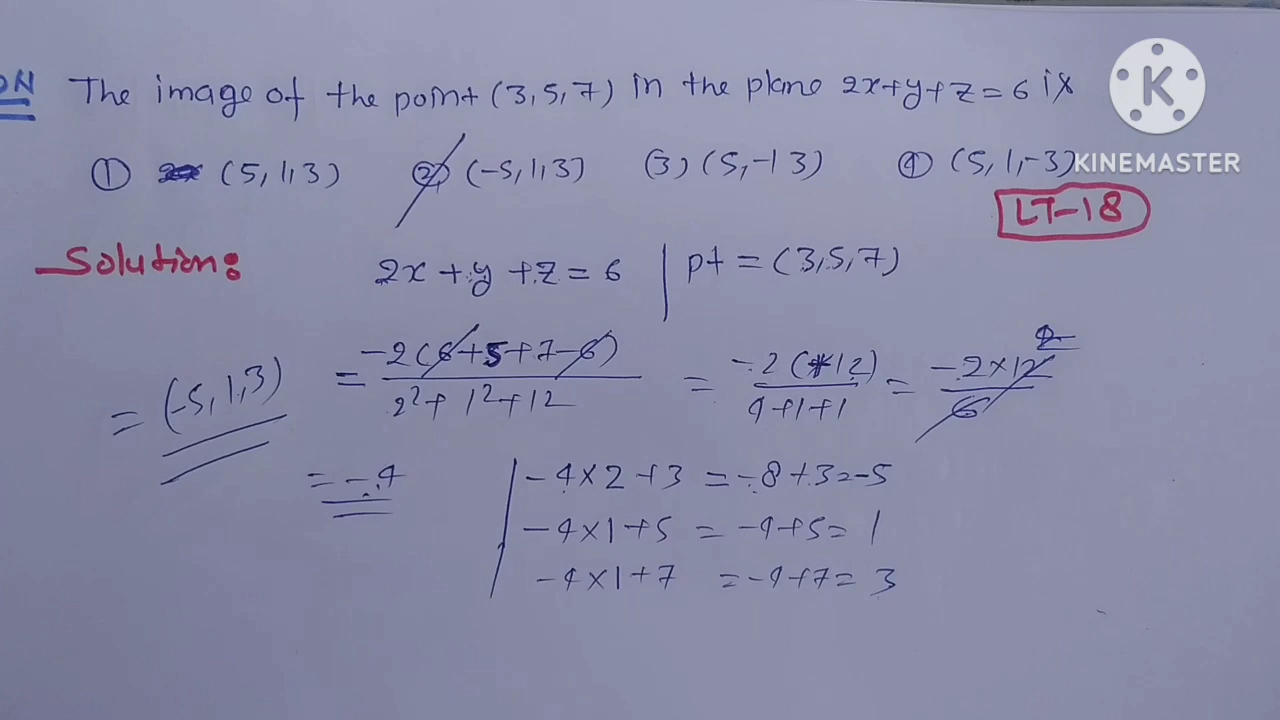 ON The image of the point (3,5,7) in the plane 2x+y+z=6 is
① (5,1,3) ② (-5,1,3) (3) (5,-1 3) ④ (5,1,-3)
K
KINEMASTER
LT-18
Solution: 2x+y+z=6 | pt=(3,5,7)
= -2(6+5+7-6)/2²+1²+12 = -2(12)/4+1+1 = -2×12/6 2
= (-5,1,3)
= -4 | -4×2+3 = -8+3=-5
-4×1+5 = -4+5= 1
-4×1+7 = -4+7= 3